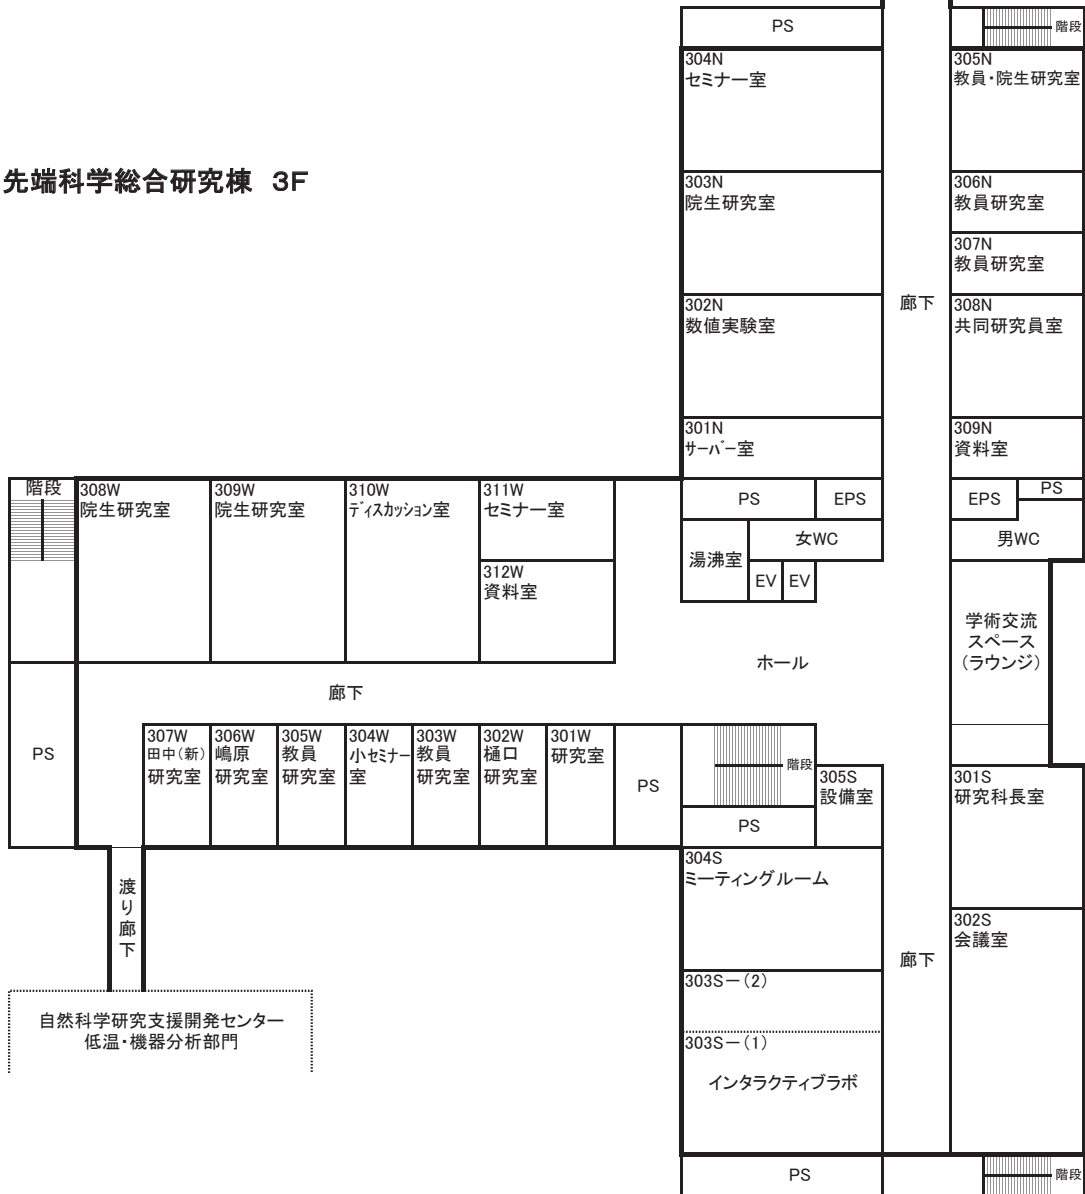 先端科学総合研究棟 3F
PS
階段
304N
セミナー室
305N
教員・院生研究室
303N
院生研究室
306N
教員研究室
307N
教員研究室
302N
数値実験室
廊下
308N
共同研究員室
301N
サーバー室
309N
資料室
階段
308W
院生研究室
309W
院生研究室
310W
ディスカッション室
311W
セミナー室
312W
資料室
PS
EPS
EPS
PS
湯沸室
女WC
男WC
EV
EV
学術交流
スペース
(ラウンジ)
ホール
廊下
PS
307W
田中(新)
研究室
306W
嶋原
研究室
305W
教員
研究室
304W
小セミナー
室
303W
教員
研究室
302W
樋口
研究室
301W
研究室
PS
階段
PS
305S
設備室
301S
研究科長室
渡り廊下
304S
ミーティングルーム
302S
会議室
廊下
303S-(2)
303S-(1)
インタラクティブラボ
自然科学研究支援開発センター
低温・機器分析部門
PS
階段